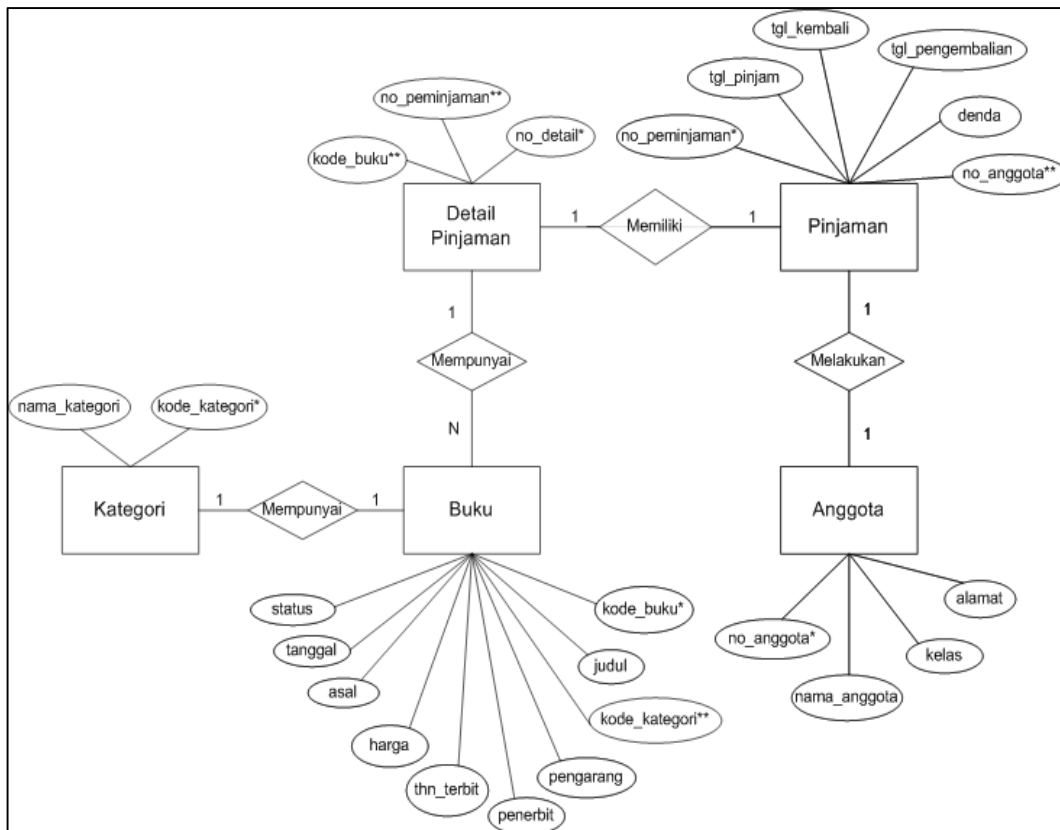 tgl_kembali
tgl_pengembalian
tgl_pinjam
denda
no_peminjaman*
no_anggota**
no_peminjaman**
no_detail*
kode_buku**
Detail
Pinjaman
1
Memiliki
1
Pinjaman
1
Mempunyai
N
1
Melakukan
1
nama_kategori
kode_kategori*
Kategori
1
Mempunyai
1
Buku
Anggota
status
tanggal
asal
harga
thn_terbit
penerbit
pengarang
kode_kategori**
judul
kode_buku*
no_anggota*
nama_anggota
kelas
alamat